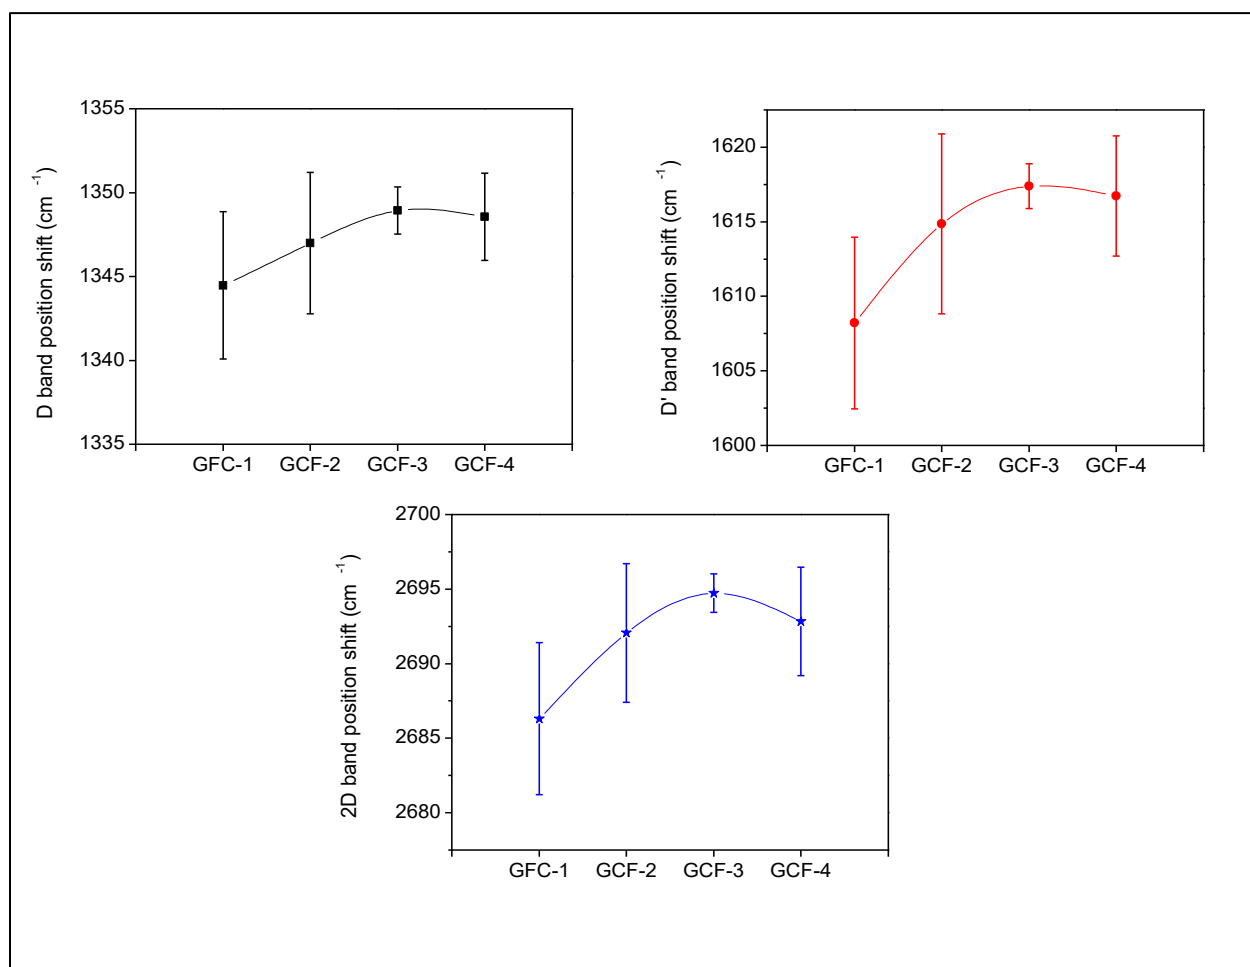 D band position shift (cm -1)
1355
1350
1345
1340
1335
GFC-1 GCF-2 GCF-3 GCF-4
D' band position shift (cm -1)
1620
1615
1610
1605
1600
GFC-1 GCF-2 GCF-3 GCF-4
2D band position shift (cm -1)
2700
2695
2690
2685
2680
GFC-1 GCF-2 GCF-3 GCF-4